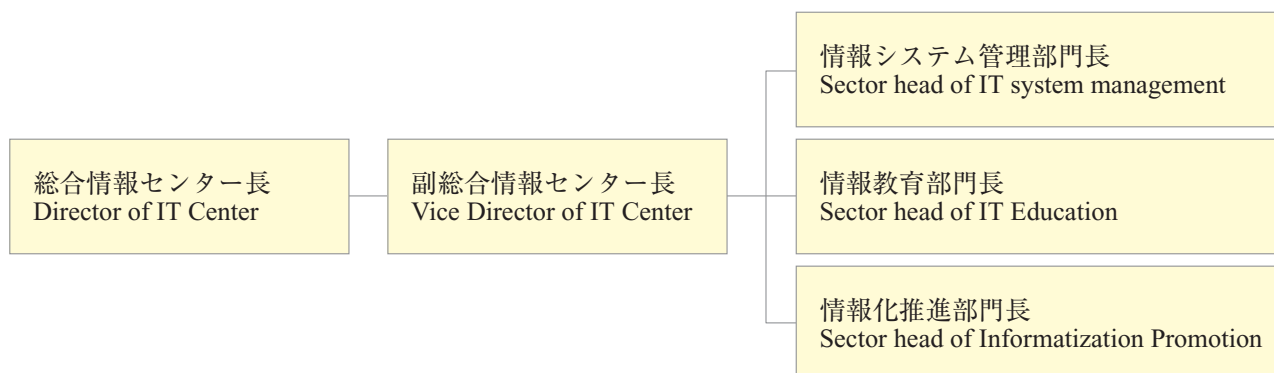 総合情報センター長
Director of IT Center
副総合情報センター長
Vice Director of IT Center
情報システム管理部門長
Sector head of IT system management
情報教育部門長
Sector head of IT Education
情報化推進部門長
Sector head of Informatization Promotion